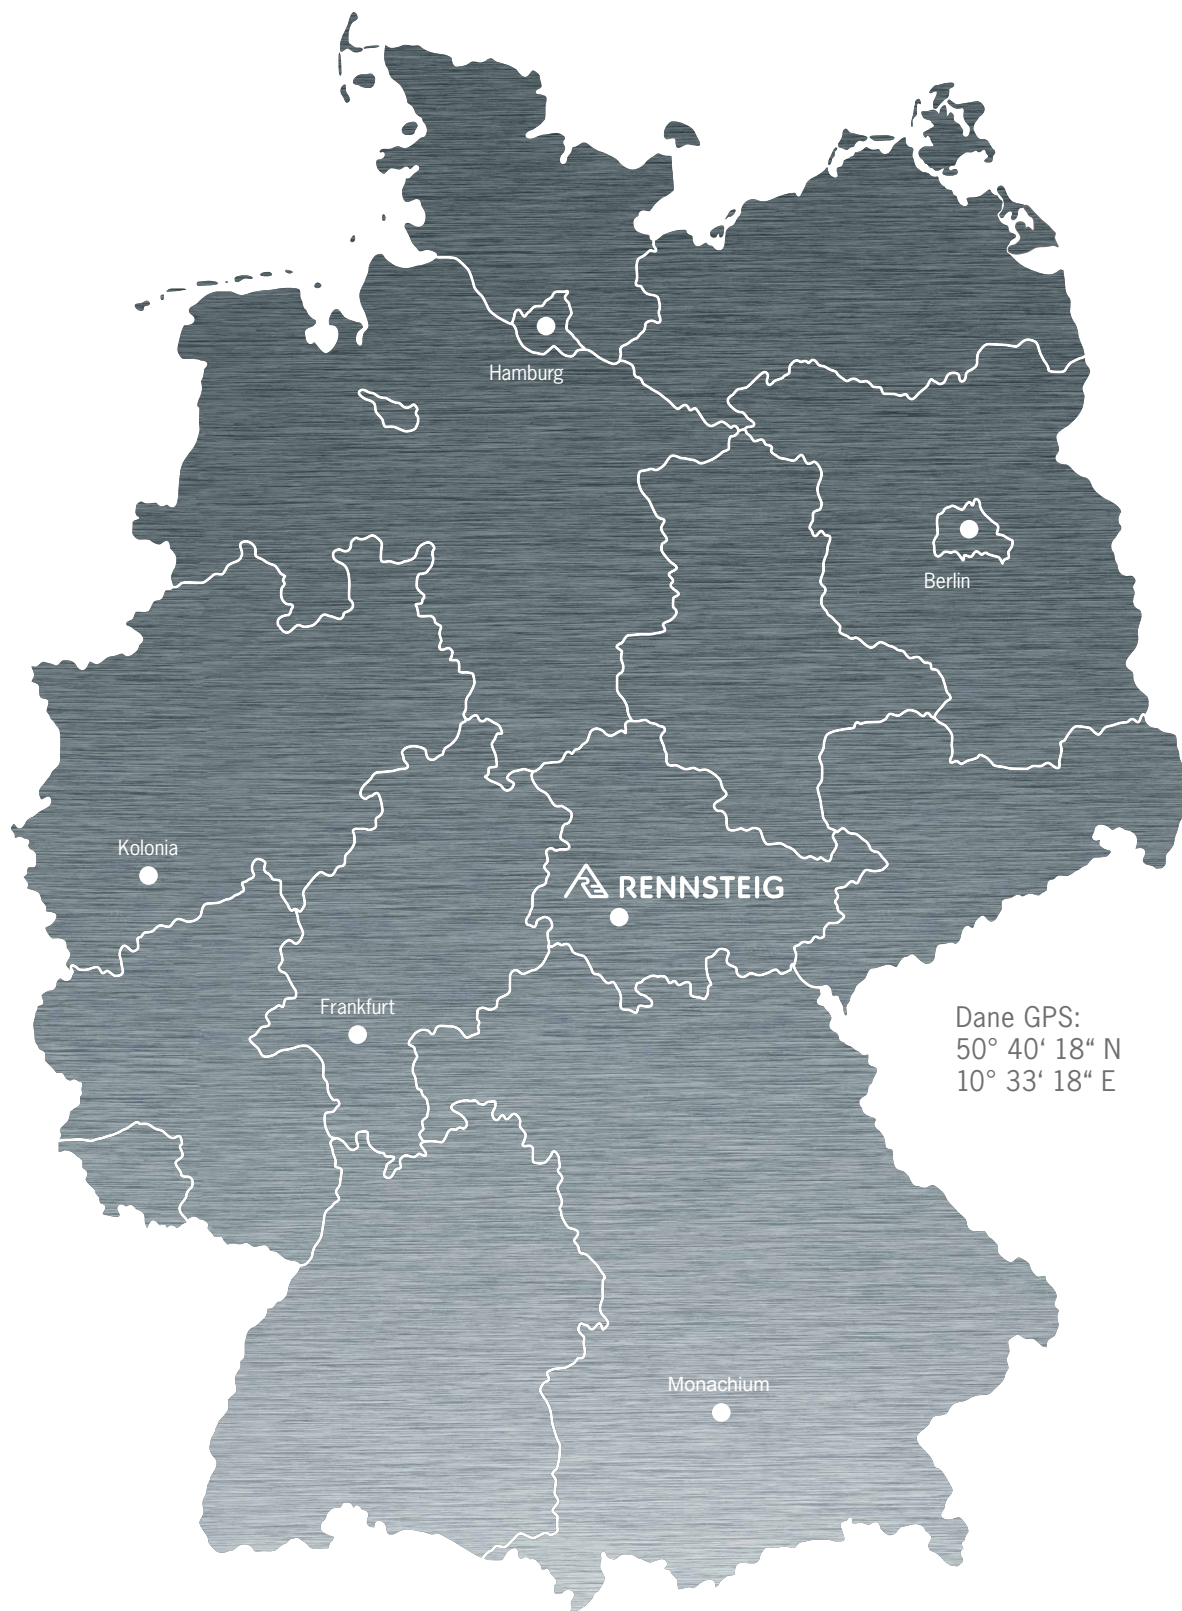 Hamburg
Berlin
Kolonia
RENNSTEIG
Frankfurt
Dane GPS:
50° 40‘ 18“ N
10° 33‘ 18“ E
Monachium